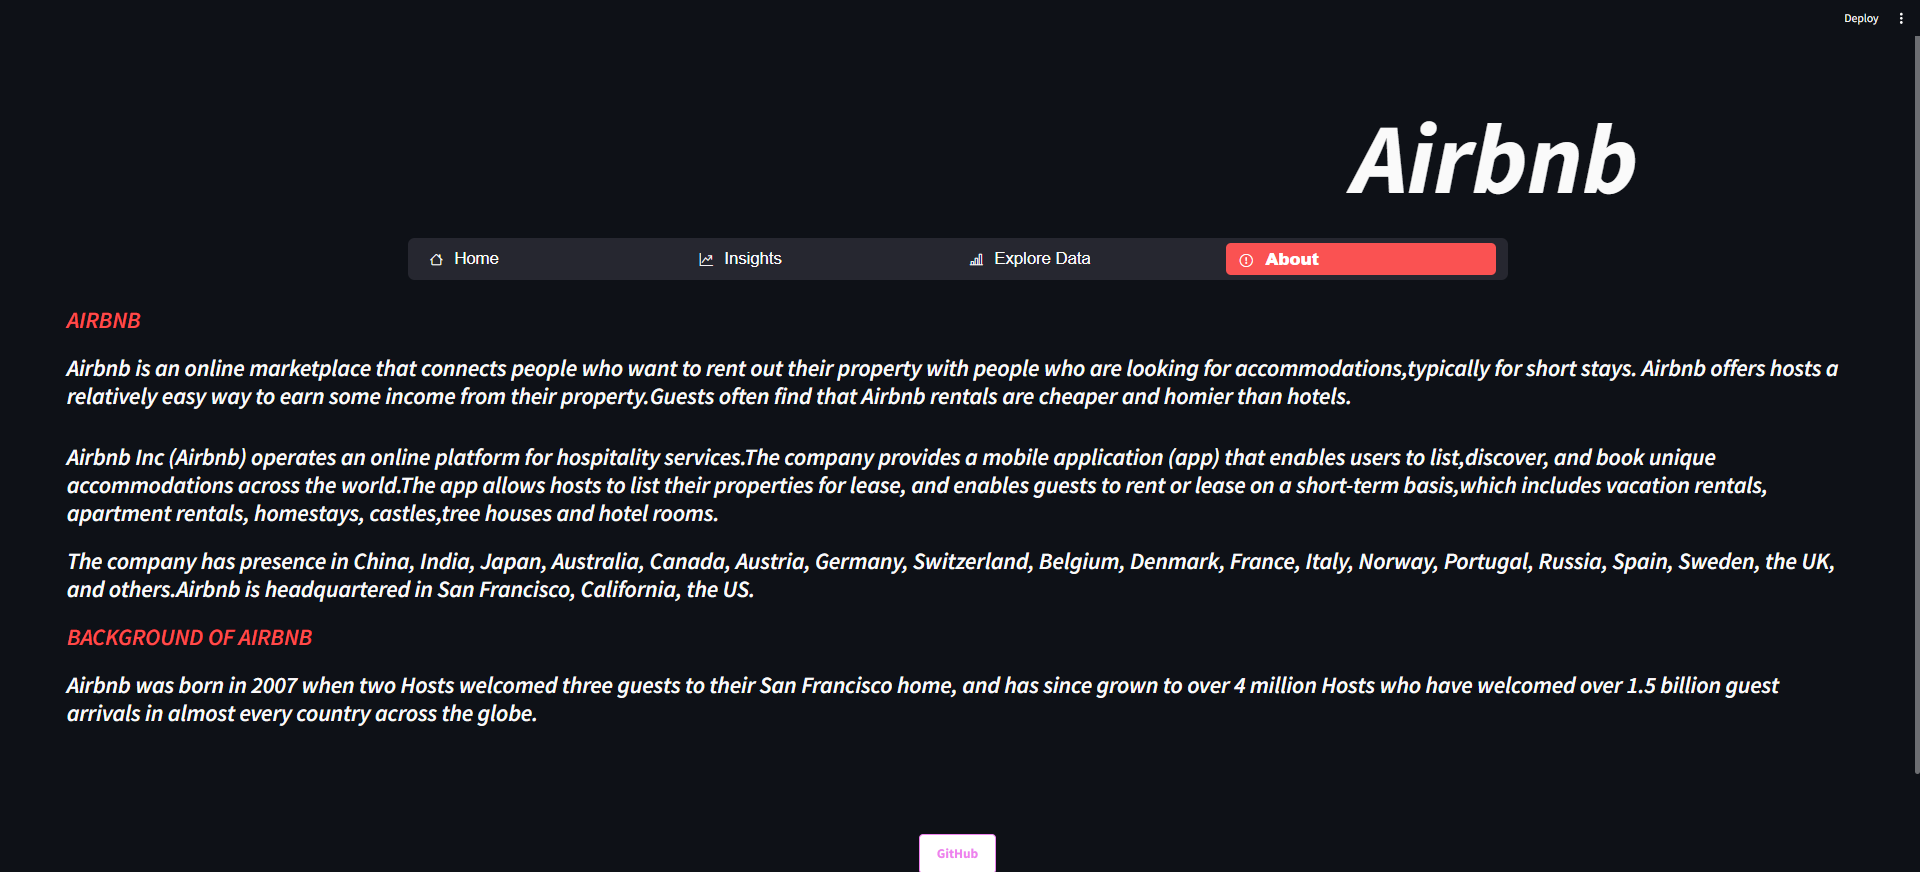 Deploy
Airbnb
Home
Insights
Explore Data
About
AIRBNB
Airbnb is an online marketplace that connects people who want to rent out their property with people who are looking for accommodations,typically for short stays. Airbnb offers hosts a
relatively easy way to earn some income from their property.Guests often find that Airbnb rentals are cheaper and homier than hotels.
Airbnb Inc (Airbnb) operates an online platform for hospitality services.The company provides a mobile application (app) that enables users to list,discover, and book unique
accommodations across the world.The app allows hosts to list their properties for lease, and enables guests to rent or lease on a short-term basis,which includes vacation rentals,
apartment rentals, homestays, castles,tree houses and hotel rooms.
The company has presence in China, India, Japan, Australia, Canada, Austria, Germany, Switzerland, Belgium, Denmark, France, Italy, Norway, Portugal, Russia, Spain, Sweden, the UK,
and others.Airbnb is headquartered in San Francisco, California, the US.
BACKGROUND OF AIRBNB
Airbnb was born in 2007 when two Hosts welcomed three guests to their San Francisco home, and has since grown to over 4 million Hosts who have welcomed over 1.5 billion guest
arrivals in almost every country across the globe.
GitHub